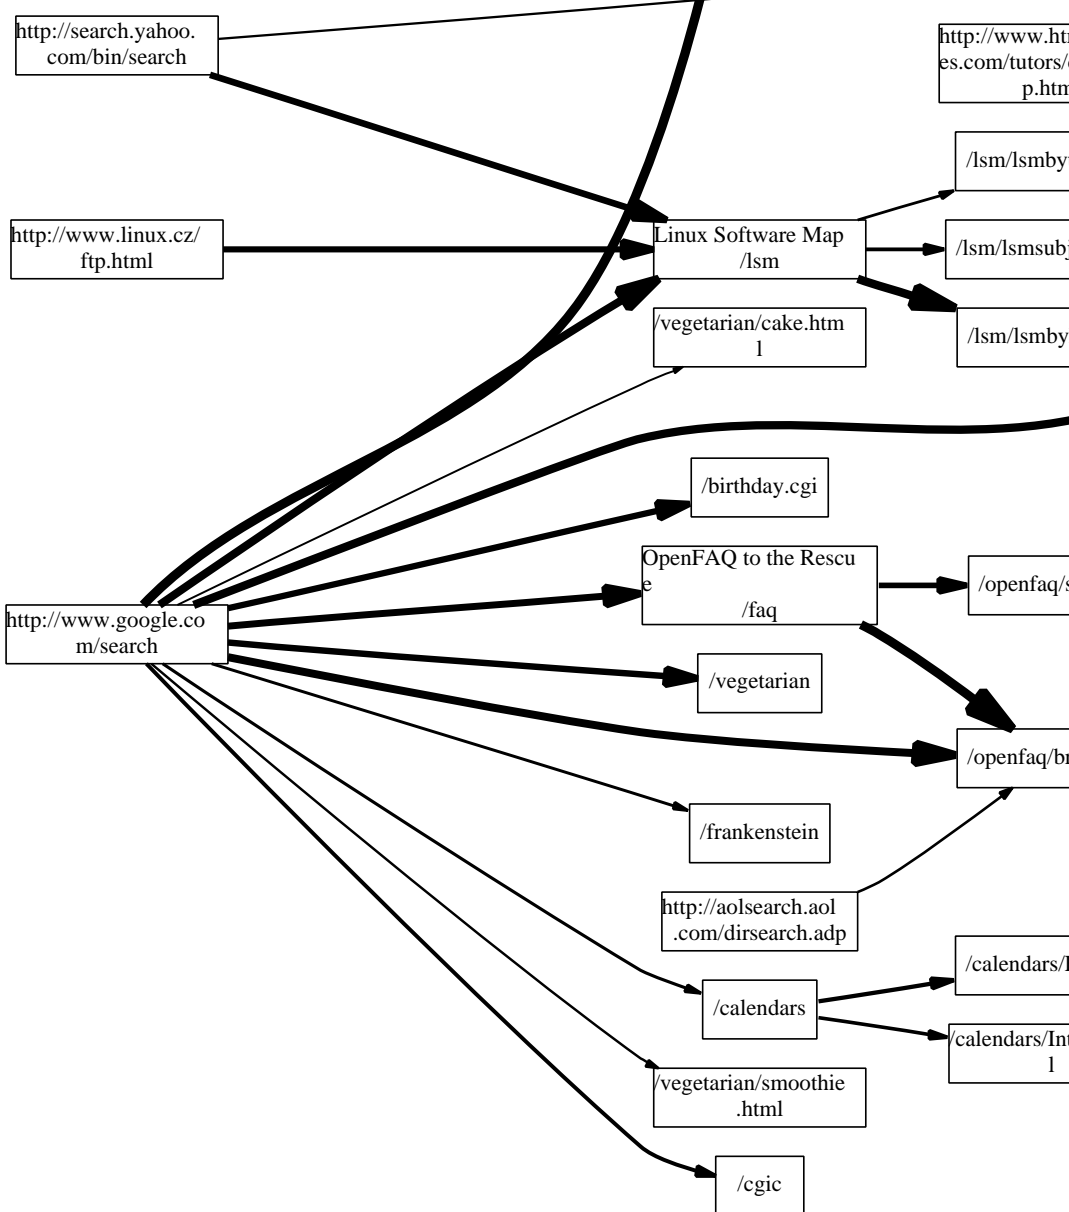 http://search.yahoo.
com/bin/search
http://www.linux.cz/
ftp.html
Linux Software Map
/lsm
/vegetarian/cake.htm
l
/birthday.cgi
OpenFAQ to the Rescu
e
/faq
http://www.google.co
m/search
/vegetarian
/frankenstein
http://aolsearch.aol
.com/dirsearch.adp
/calendars
/vegetarian/smoothie
.html
/cgic
http://www.ht
es.com/tutors/
p.htm
/lsm/lsmby
/lsm/lsmsubj
/lsm/lsmby
/openfaq/s
/openfaq/br
/calendars/
/calendars/Int
l